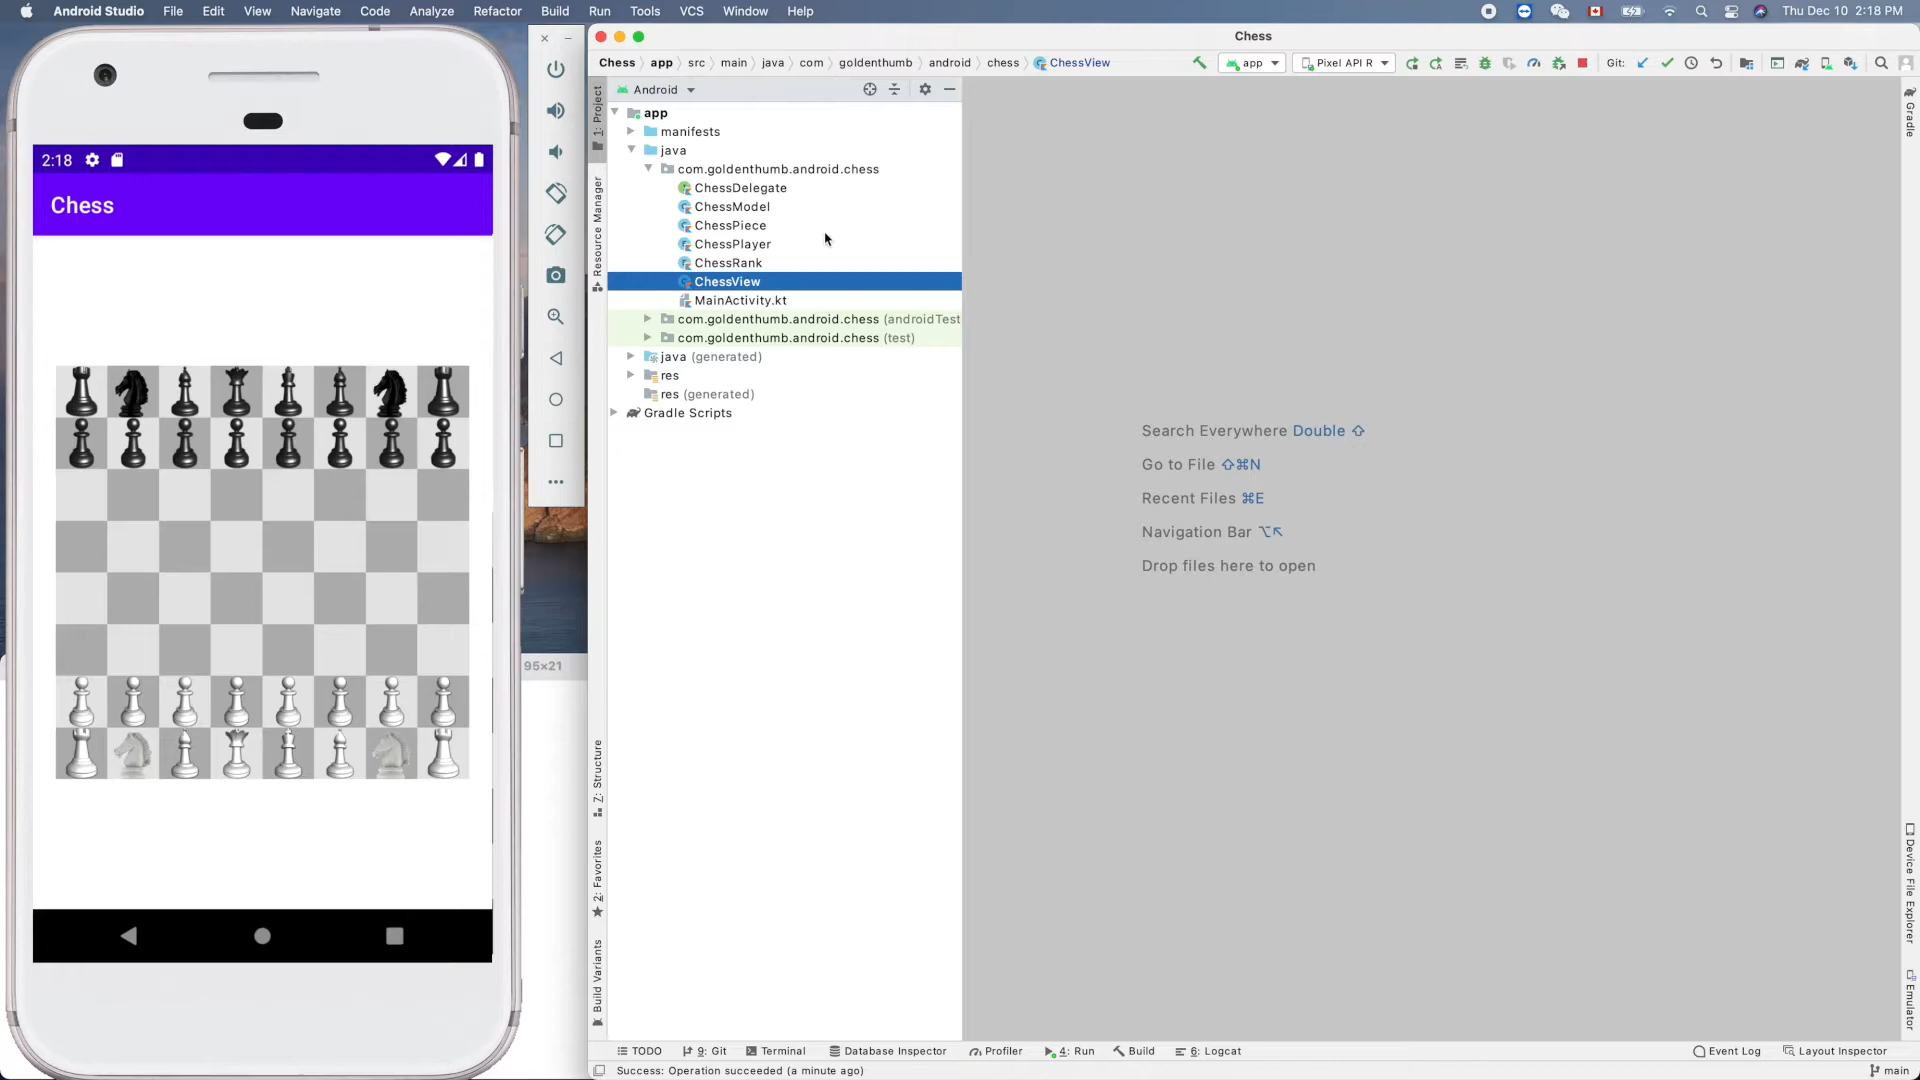 Android Studio File Edit View Navigate Code Analyze Refactor Build Run Tools VCS Window Help Thu Dec 10 2:18 PM
Chess
Chess app src main java com goldenthumb android chess ChessView app Pixel API R Git:
Android
app
manifests
java
com.goldenthumb.android.chess
ChessDelegate
ChessModel
ChessPiece
ChessPlayer
ChessRank
ChessView
MainActivity.kt
com.goldenthumb.android.chess (androidTest
com.goldenthumb.android.chess (test)
java (generated)
res
res (generated)
Gradle Scripts
1: Project
Resource Manager
Z: Structure
2: Favorites
Build Variants
Search Everywhere Double ⇧
Go to File ⇧⌘N
Recent Files ⌘E
Navigation Bar ⌥↖
Drop files here to open
Gradle
Device File Explorer
Emulator
2:18
Chess
95×21
TODO 9: Git Terminal Database Inspector Profiler 4: Run Build 6: Logcat Event Log Layout Inspector
Success: Operation succeeded (a minute ago) main